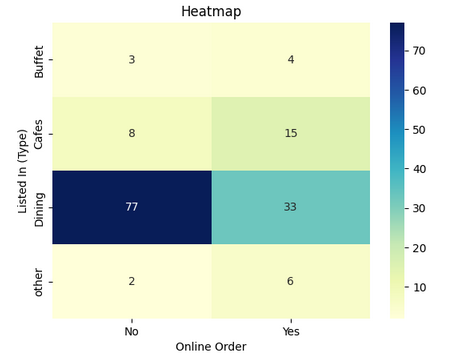 Heatmap
Listed In (Type)
Buffet
3 4
Cafes
8 15
Dining
77 33
other
2 6
No Yes
Online Order
70
60
50
40
30
20
10